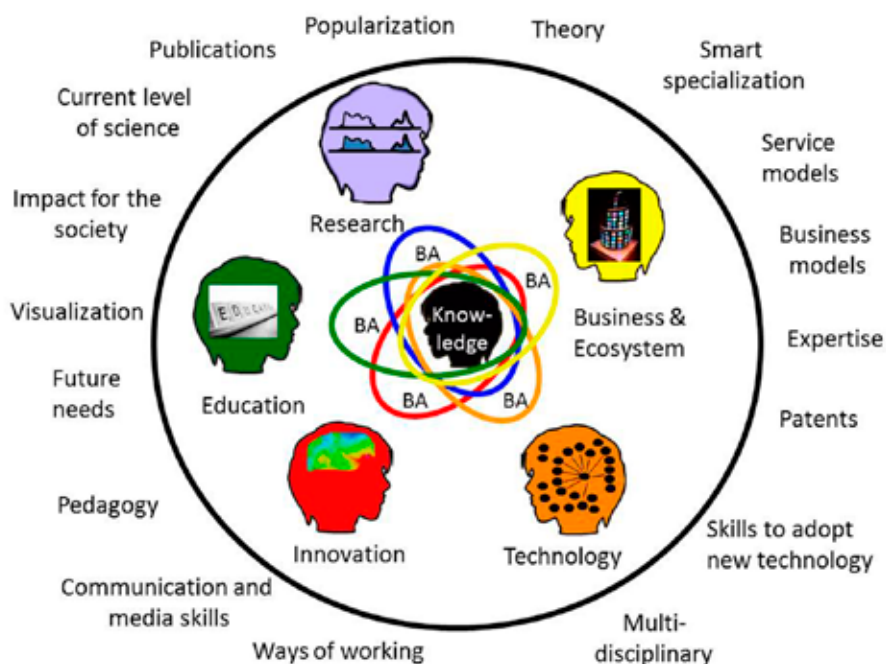 Popularization
Theory
Publications
Smart
specialization
Current level
of science
Service
models
Impact for the
society
Research
Business
models
BA
BA
Visualization
EDUCAT
BA
Know-
ledge
Business &
Ecosystem
Expertise
Future
needs
Education
BA
BA
Patents
Pedagogy
Innovation
Technology
Skills to adopt
new technology
Communication and
media skills
Ways of working
Multi-
disciplinary